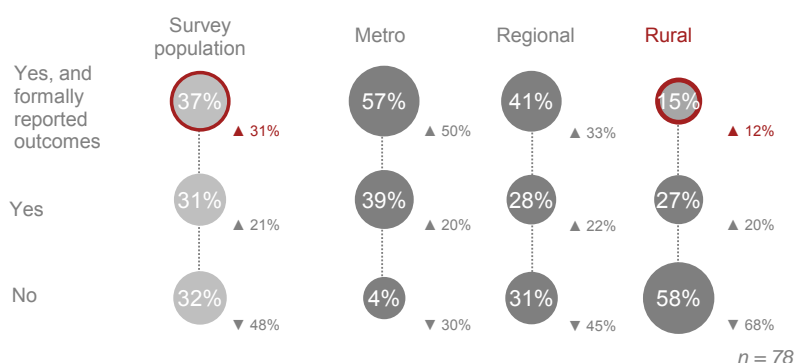 Survey population
Metro
Regional
Rural
Yes, and
formally
reported
outcomes
37%
▲ 31%
57%
▲ 50%
41%
▲ 33%
15%
▲ 12%
Yes
31%
▲ 21%
39%
▲ 20%
28%
▲ 22%
27%
▲ 20%
No
32%
▼ 48%
4%
▼ 30%
31%
▼ 45%
58%
▼ 68%
n = 78